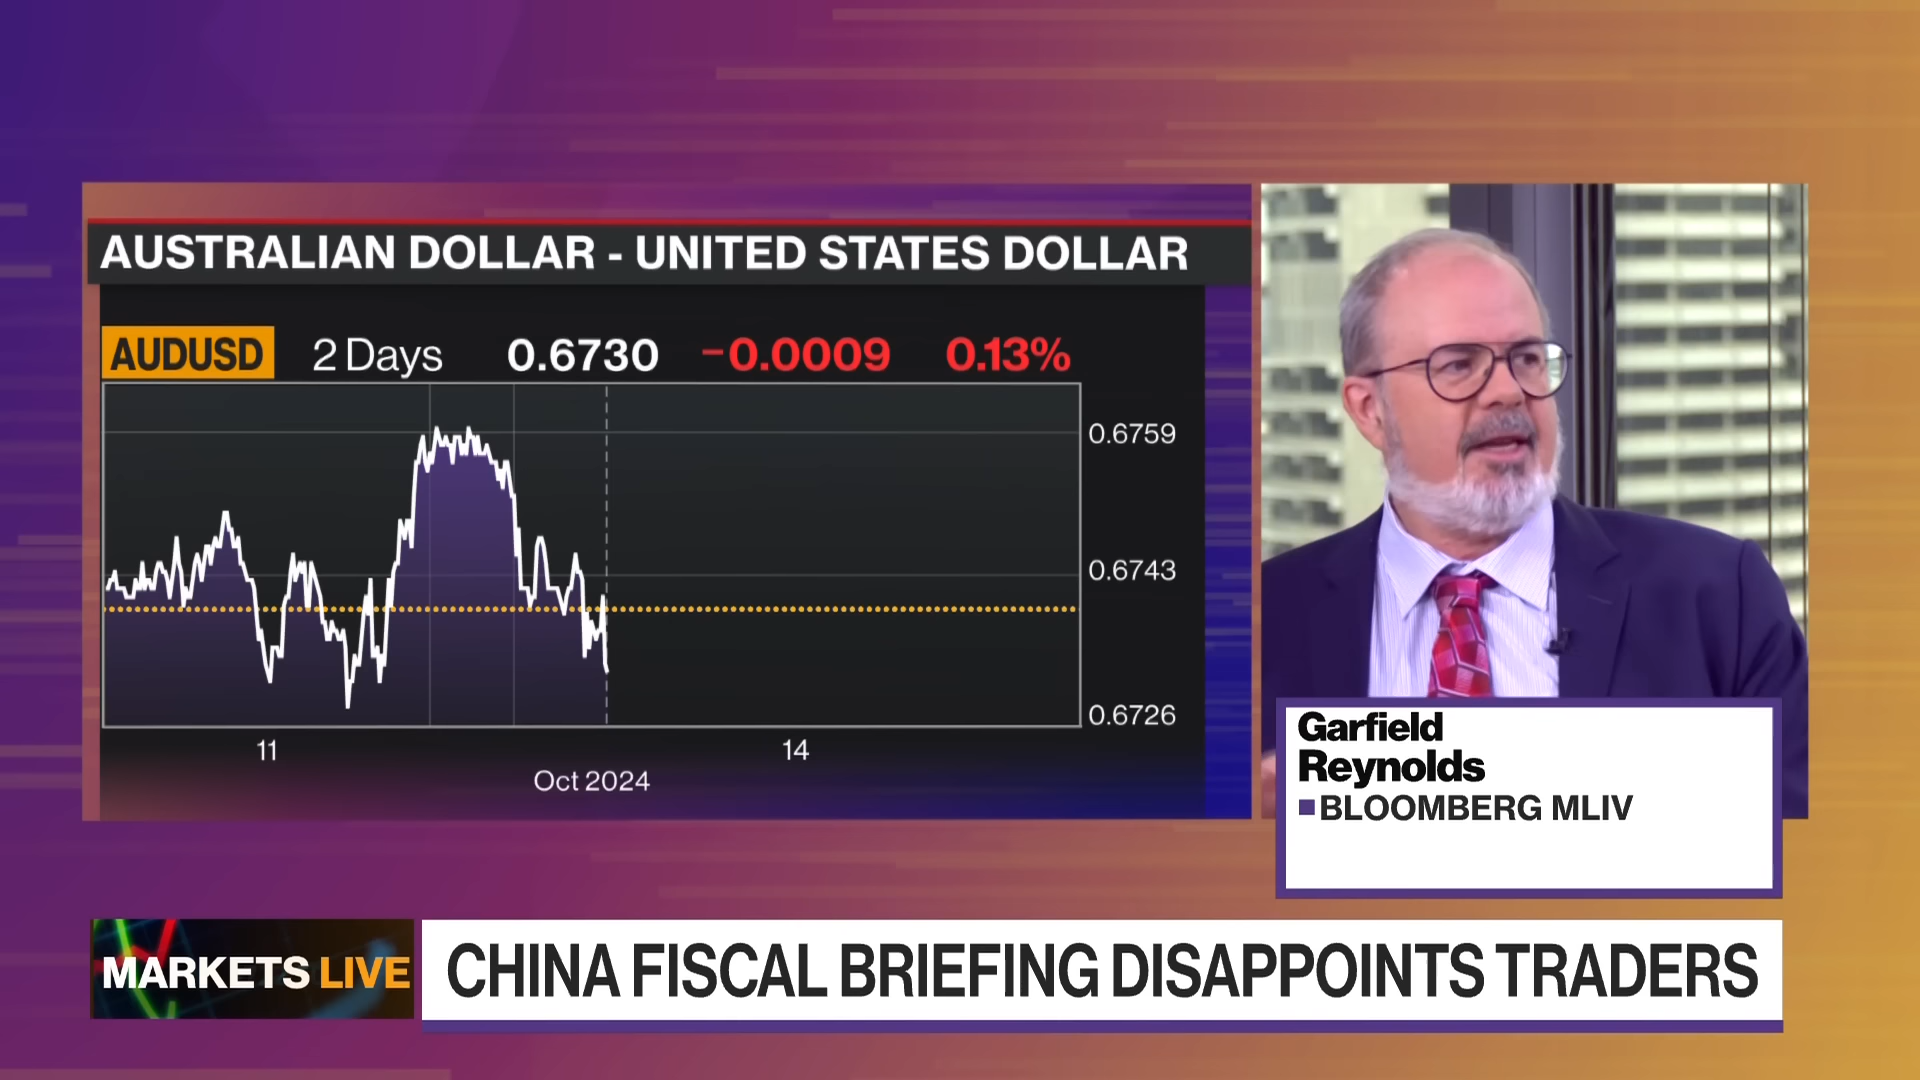 AUSTRALIAN DOLLAR - UNITED STATES DOLLAR
AUDUSD 2 Days 0.6730 −0.0009 0.13%
0.6759
0.6743
0.6726
11 14
Oct 2024
Garfield
Reynolds
BLOOMBERG MLIV
MARKETS LIVE
CHINA FISCAL BRIEFING DISAPPOINTS TRADERS